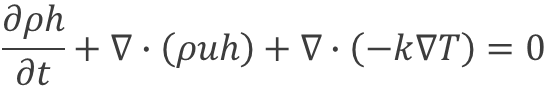 ∂ρh/∂t + ∇ · (ρuh) + ∇ · (−k∇T) = 0